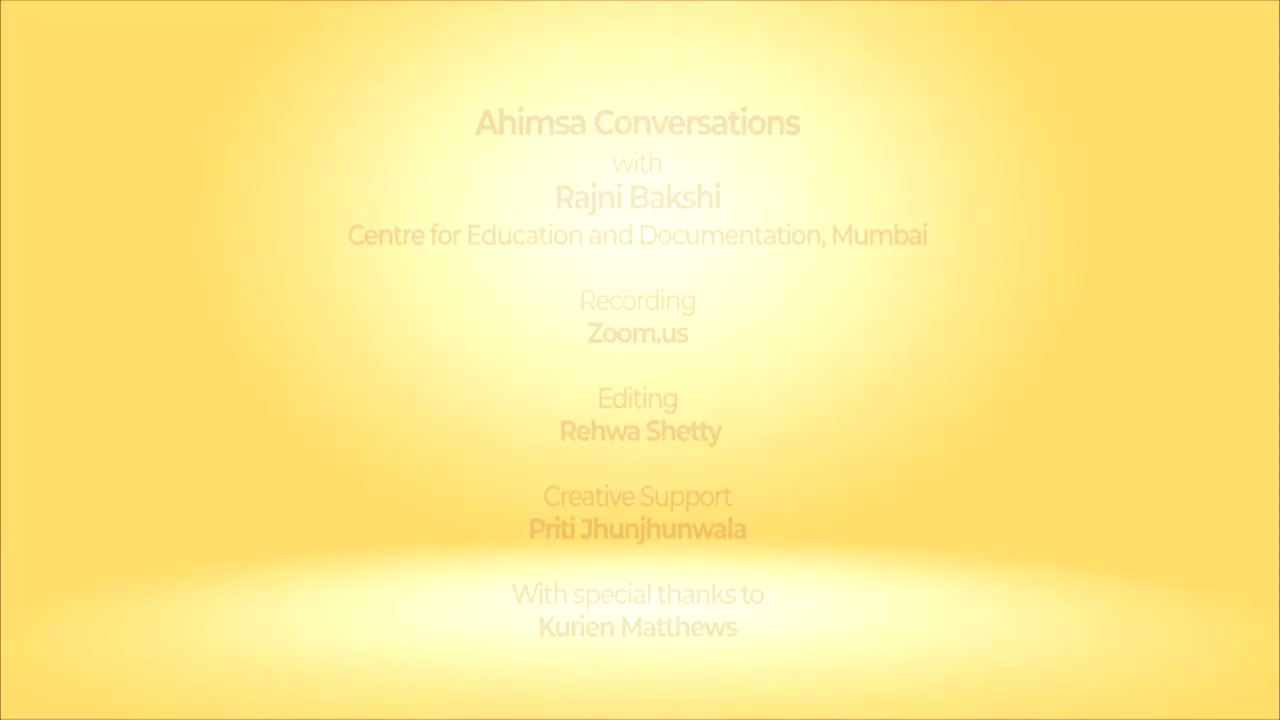 Ahimsa Conversations
with
Rajni Bakshi
Centre for Education and Documentation, Mumbai
Recording
Zoom.us
Editing
Rehwa Shetty
Creative Support
Priti Jhunjhunwala
With special thanks to
Kurien Matthews